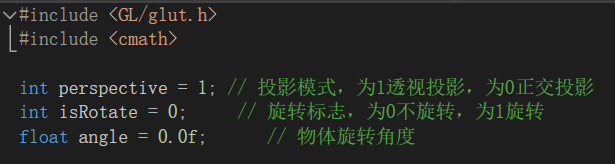 #include <GL/glut.h>
#include <cmath>
int perspective = 1; // 投影模式，为1透视投影，为0正交投影
int isRotate = 0;     // 旋转标志，为0不旋转，为1旋转
float angle = 0.0f;      // 物体旋转角度